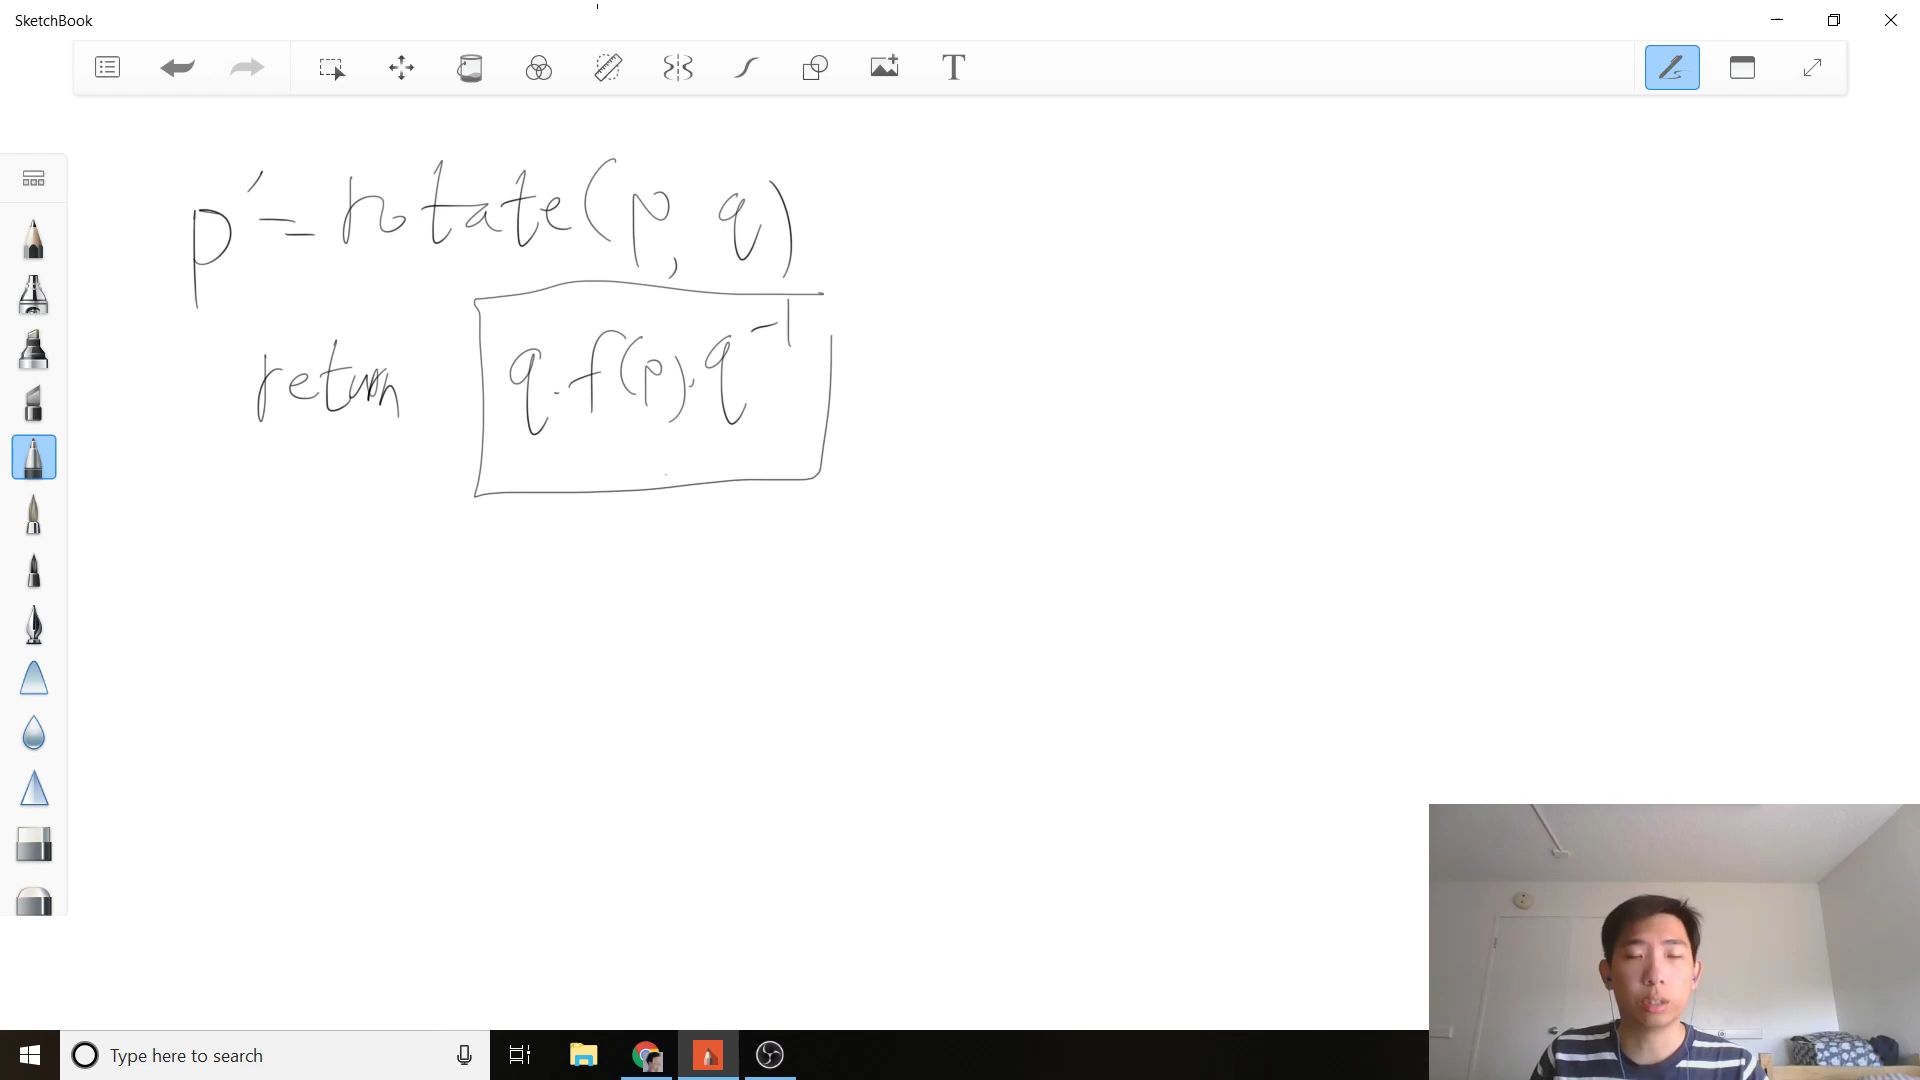 SketchBook
T
p′ = rotate(p, q)
return q·f(p)·q⁻¹
Type here to search